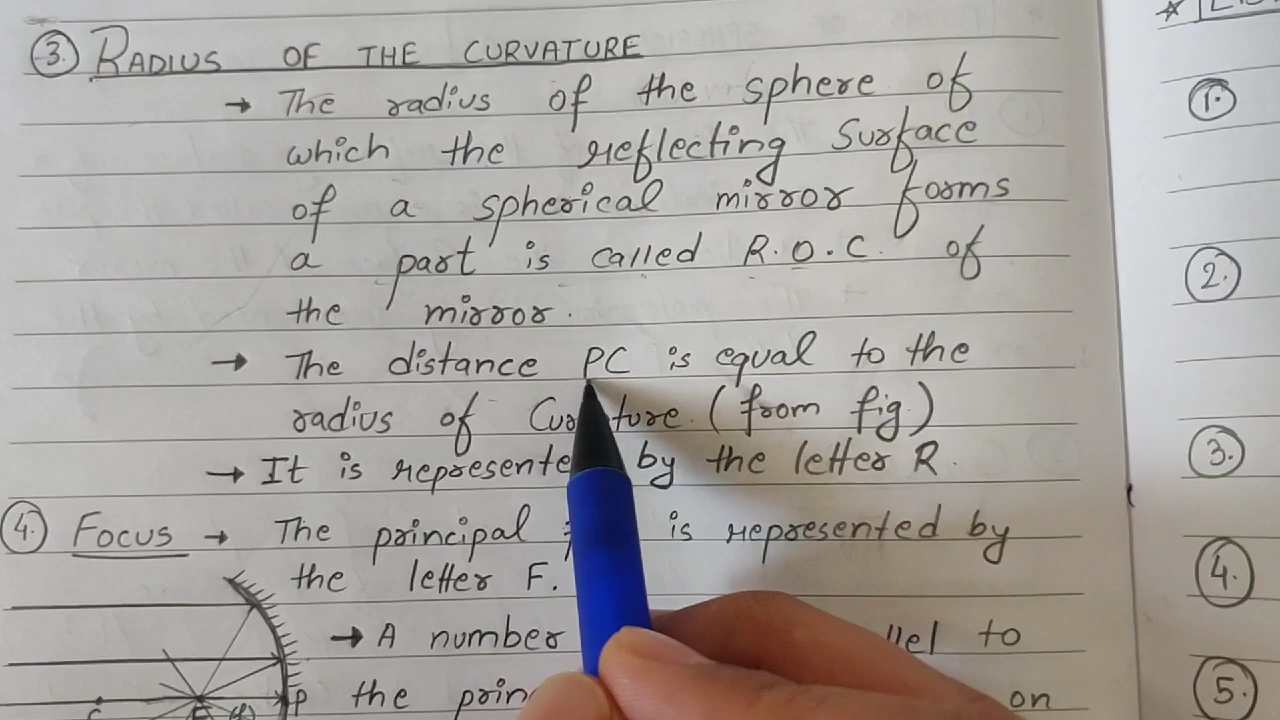 3. RADIUS OF THE CURVATURE
→ The radius of the sphere of
which the reflecting Surface
of a spherical mirror forms
a part is called R.O.C. of
the mirror.
→ The distance PC is equal to the
radius of (from fig.)
→ It is by the letter R.
4. Focus → The principal is represented by
the letter F.
→ A number to
P the on
C F
1.
2.
3.
4.
5.